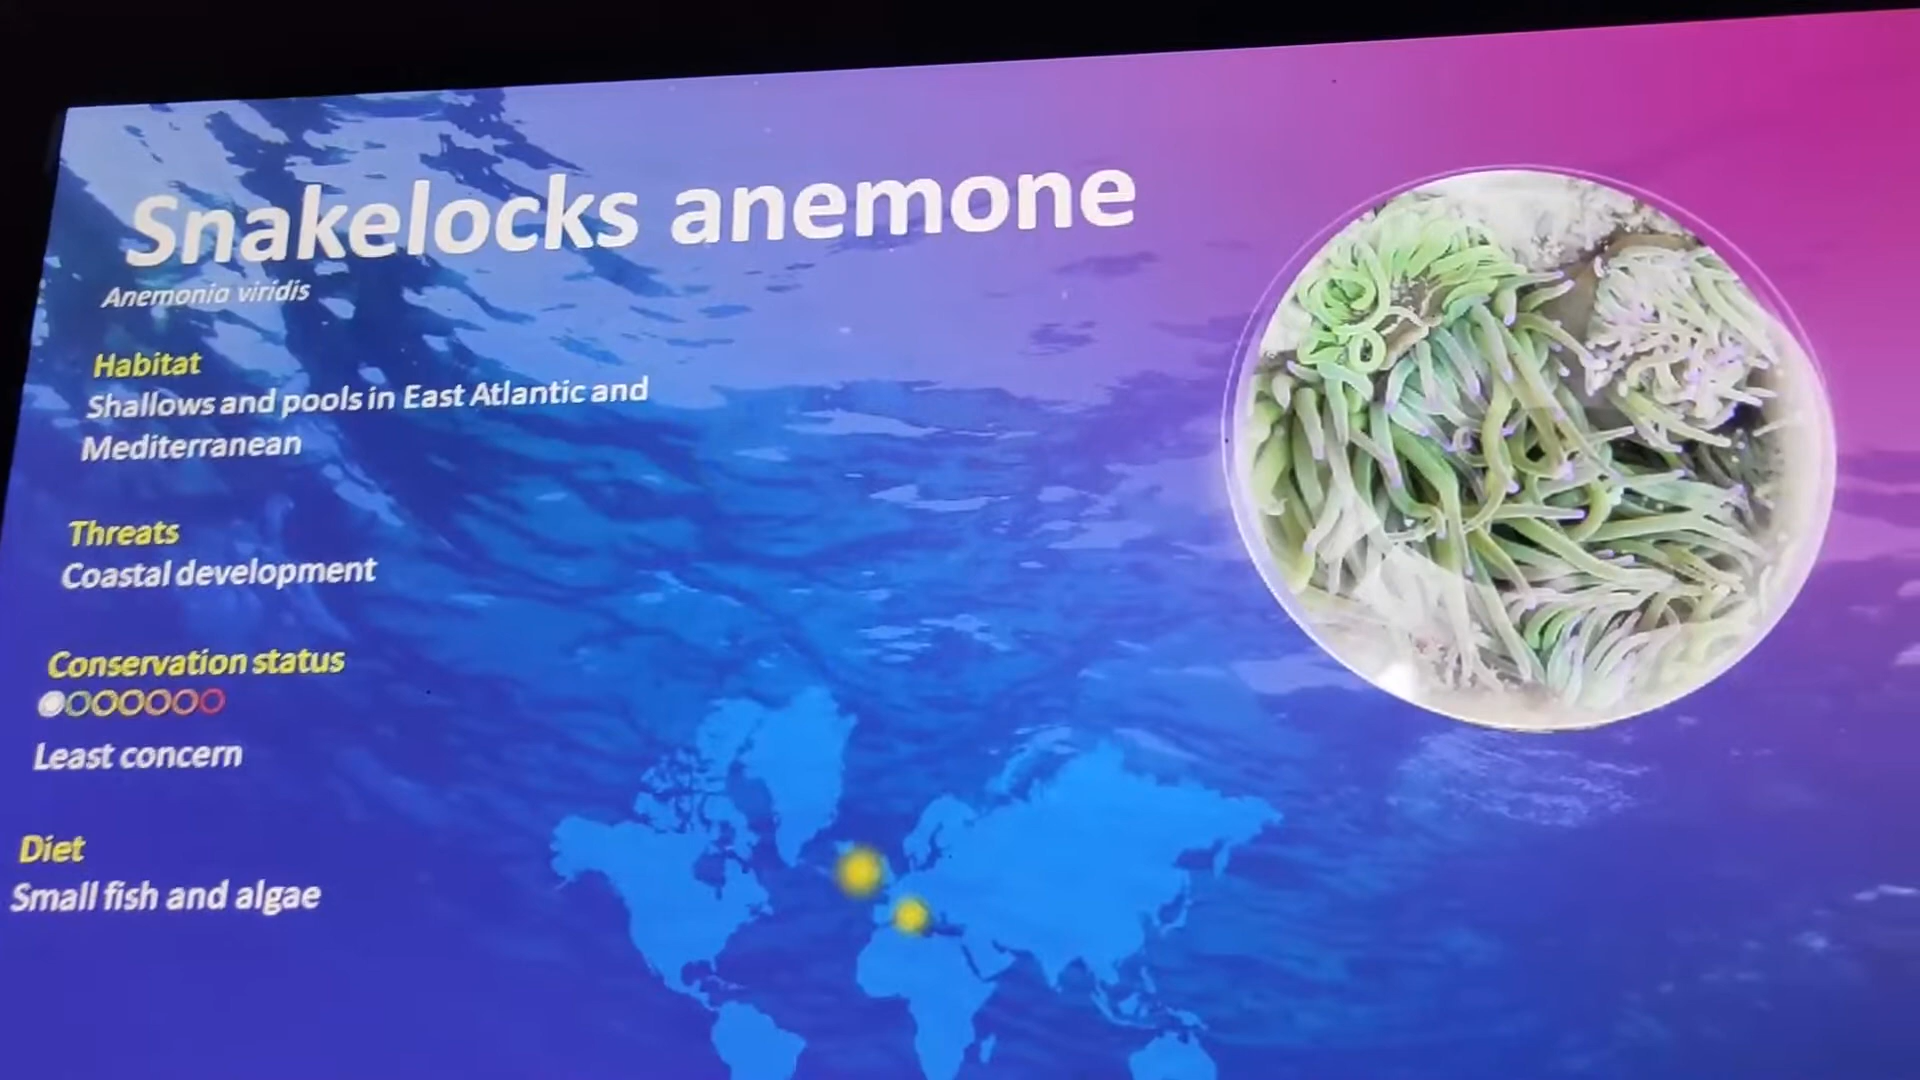 Snakelocks anemone
Anemonia viridis
Habitat
Shallows and pools in East Atlantic and
Mediterranean
Threats
Coastal development
Conservation status
Least concern
Diet
Small fish and algae